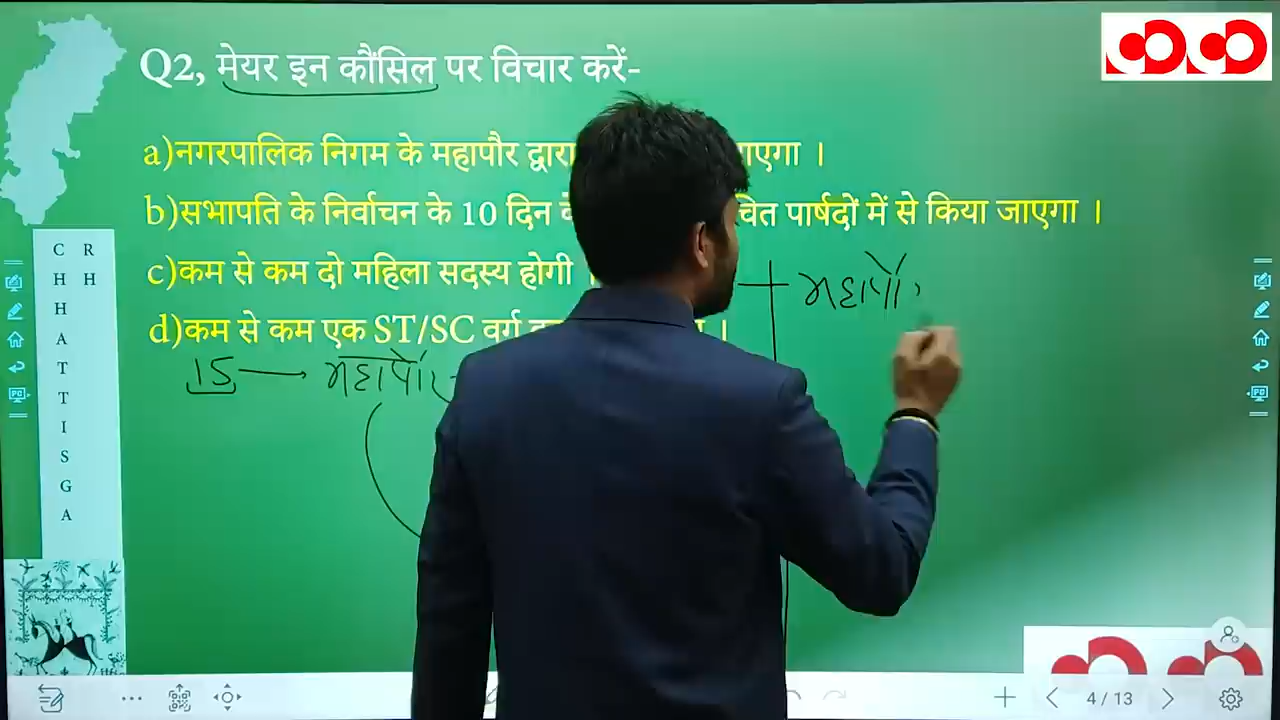 Q2, मेयर इन कौंसिल पर विचार करें-
a)नगरपालिक निगम के महापौर द्वारा
b)सभापति के निर्वाचन के 10 दिन पार्षदों में से किया जाएगा ।
c)कम से कम दो महिला सदस्य होगी ।
d)कम से कम एक ST/SC वर्ग ।
15 → महापौर
महापौर
C R
H H
H
A
T
T
I
S
G
A
4 / 13